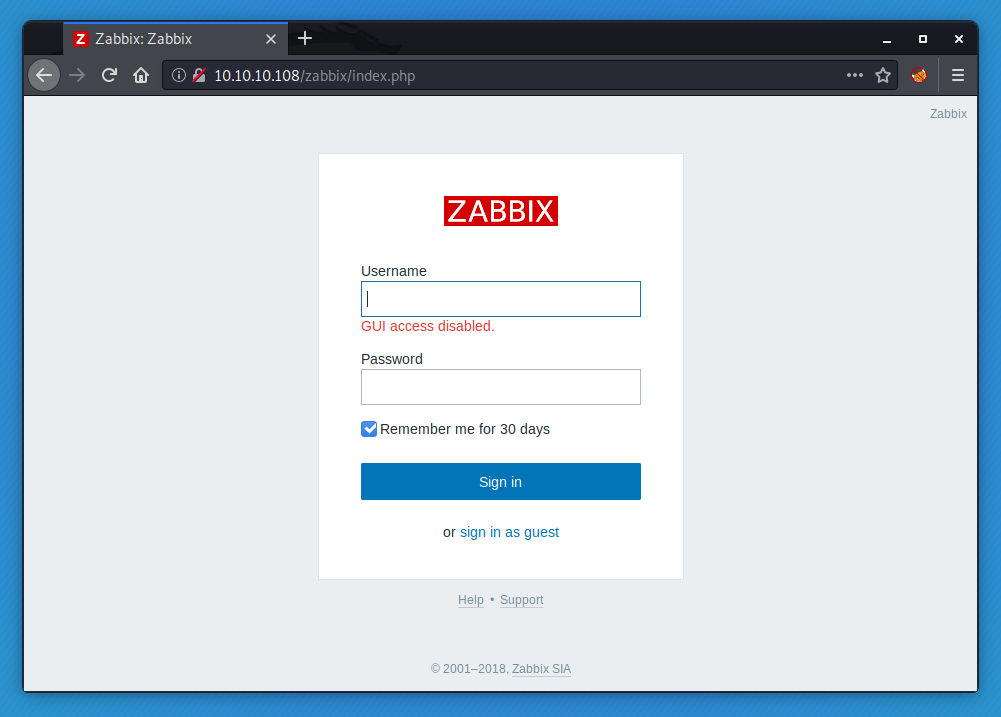 Z Zabbix: Zabbix
10.10.10.108/zabbix/index.php
Zabbix
ZABBIX
Username
GUI access disabled.
Password
Remember me for 30 days
Sign in
or sign in as guest
Help • Support
© 2001–2018, Zabbix SIA